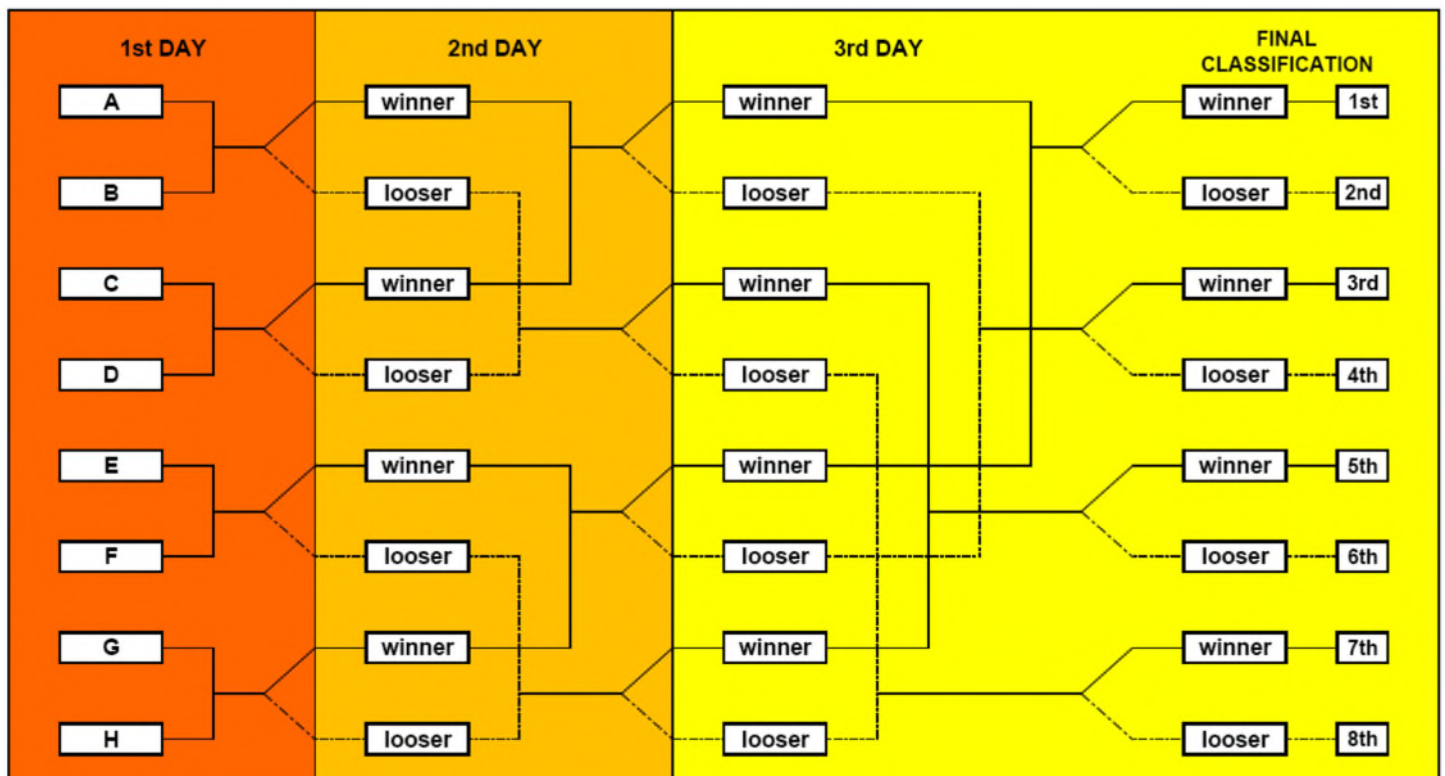 1st DAY 2nd DAY 3rd DAY FINAL
CLASSIFICATION
A winner winner winner 1st
B looser looser looser 2nd
C winner winner winner 3rd
D looser looser looser 4th
E winner winner winner 5th
F looser looser looser 6th
G winner winner winner 7th
H looser looser looser 8th